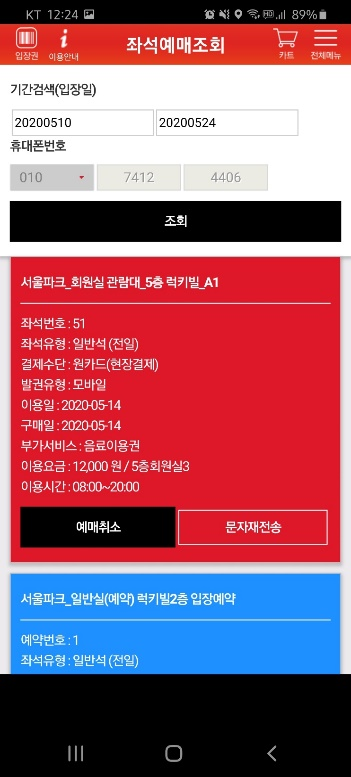 KT 12:24 89%
입장권
이용안내
좌석예매조회
카트
전체메뉴
기간검색(입장일)
20200510 20200524
휴대폰번호
010 7412 4406
조회
서울파크_회원실 관람대_5층 럭키빌_A1
좌석번호 : 51
좌석유형 : 일반석 (전일)
결제수단 : 원카드(현장결제)
발권유형 : 모바일
이용일 : 2020-05-14
구매일 : 2020-05-14
부가서비스 : 음료이용권
이용요금 : 12,000 원 / 5층회원실3
이용시간 : 08:00~20:00
예매취소 문자재전송
서울파크_일반실(예약) 럭키빌2층 입장예약
예약번호 : 1
좌석유형 : 일반석 (전일)